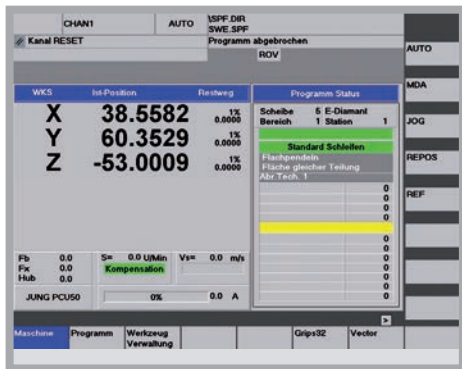 CHAN1 AUTO \SPF.DIR
SWE.SPF
Kanal RESET Programm abgebrochen
ROV
AUTO
WKS Ist-Position Restweg Programm Status
MDA
X 38.5582 1% 0.0000
Y 60.3529 1% 0.0000
Z -53.0009 1% 0.0000
Scheibe 5 E-Diamant
Bereich 1 Station 1
JOG
Standard Schleifen
Flachpendeln
Fläche gleicher Teilung
Abr.Tech. 1
REPOS
REF
0
0
0
0
0
0
0
0
0
0
Fb 0.0 S= 0.0 U/Min Vs= 0.0 m/s
Fx 0.0 Kompensation
Hub 0.0
JUNG PCU50 0% 0.0 A
>
Maschine Programm Werkzeug Verwaltung Grips32 Vector